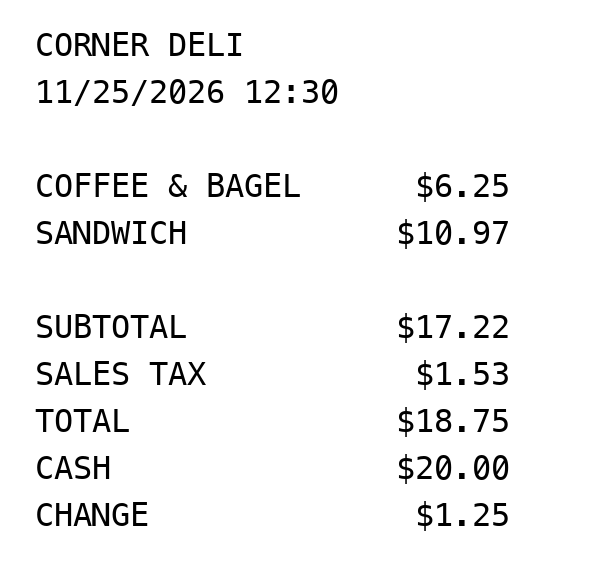 CORNER DELI
11/25/2026 12:30
COFFEE & BAGEL $6.25
SANDWICH $10.97
SUBTOTAL $17.22
SALES TAX $1.53
TOTAL $18.75
CASH $20.00
CHANGE $1.25